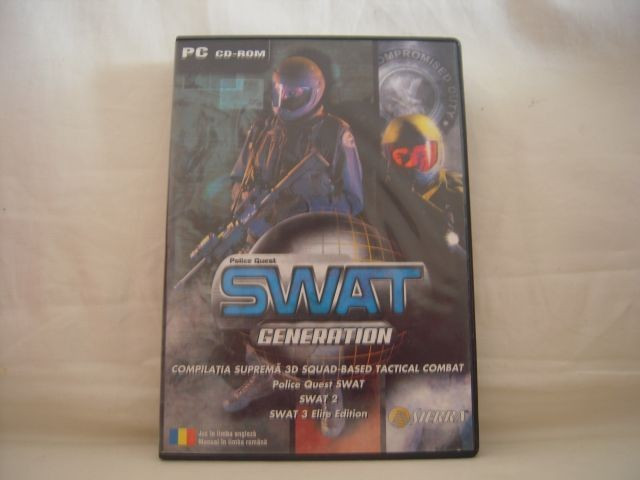 PC CD-ROM
COMPROMISED DUTY
Police Quest
SWAT
GENERATION
COMPILAȚIA SUPREMĂ 3D SQUAD-BASED TACTICAL COMBAT
Police Quest SWAT
SWAT 2
SWAT 3 Elite Edition
SIERRA
Joc în limba engleză
Manual în limba română